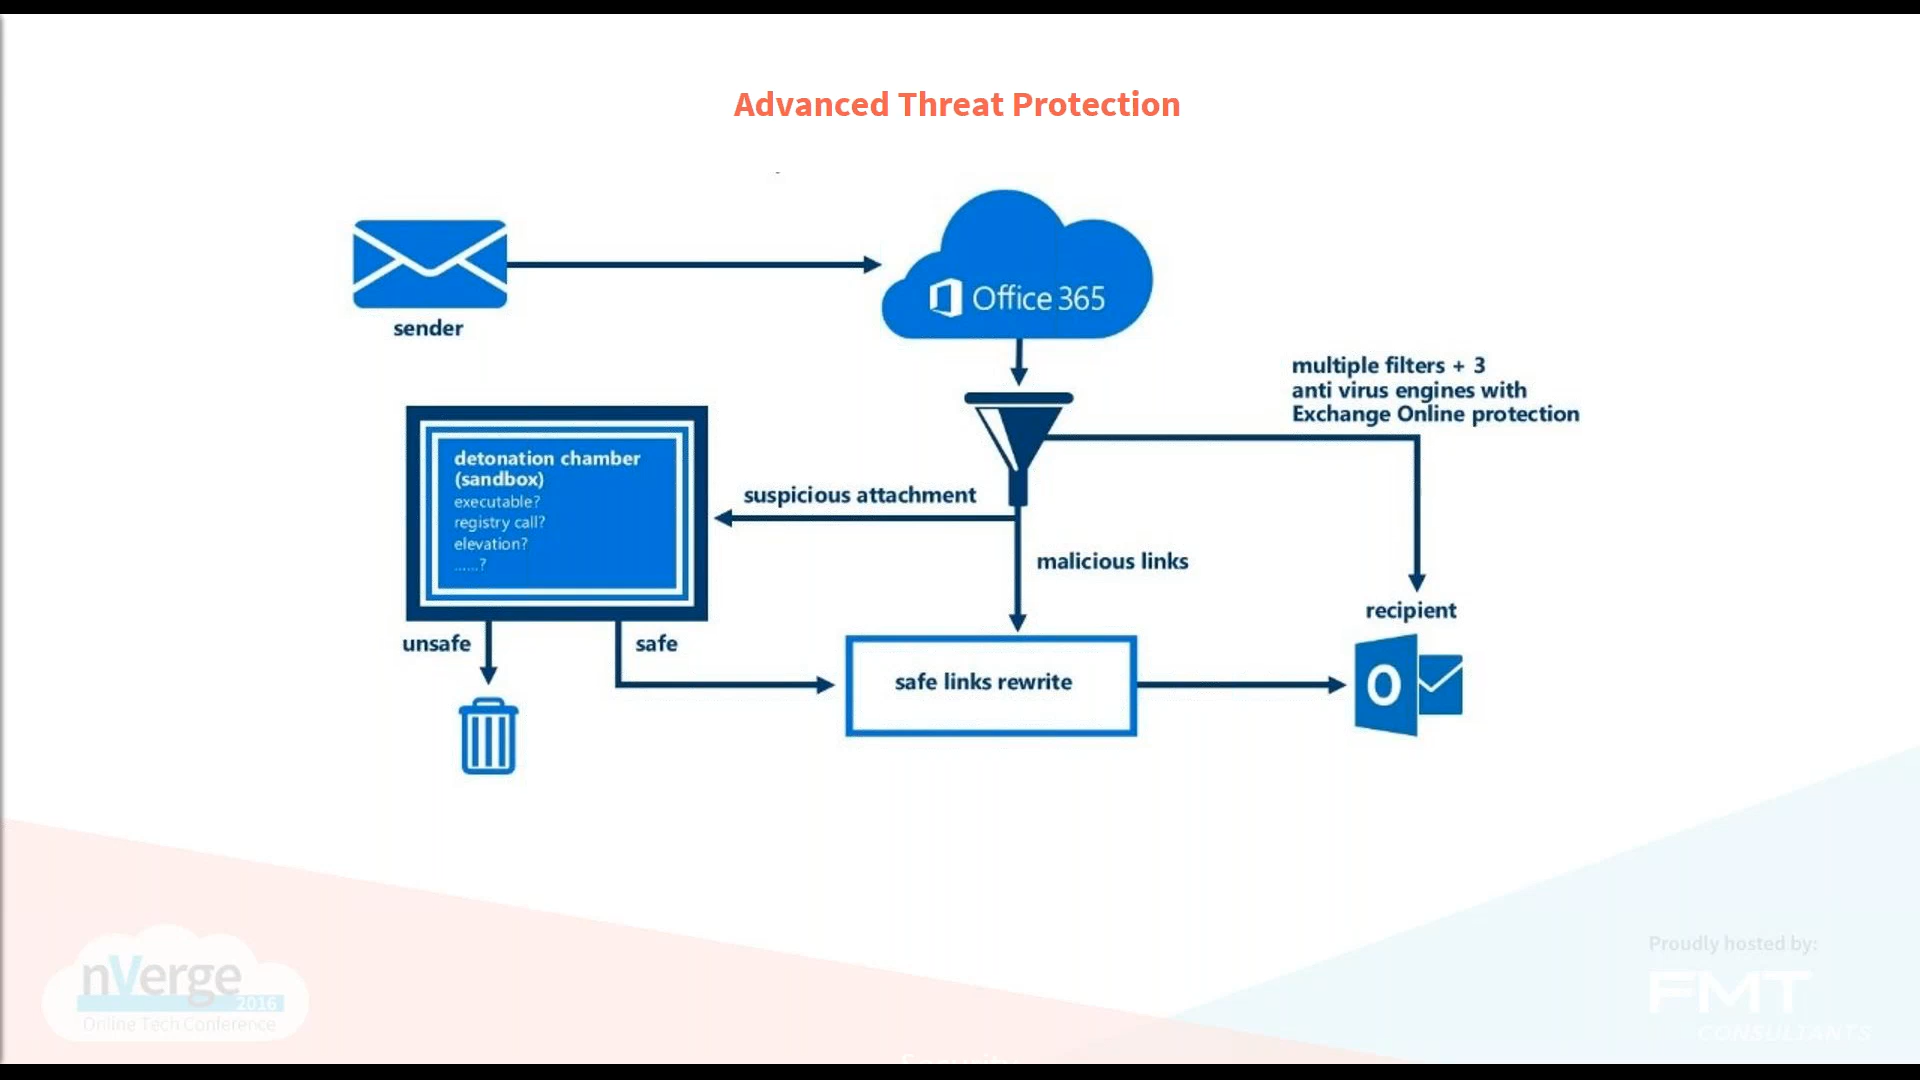 Advanced Threat Protection
Office 365
sender
multiple filters + 3
anti virus engines with
Exchange Online protection
detonation chamber
(sandbox)
executable?
registry call?
elevation?
......?
suspicious attachment
malicious links
recipient
unsafe
safe
safe links rewrite
O
nVerge
2016
Online Tech Conference
Proudly hosted by:
FMT
CONSULTANTS
Security